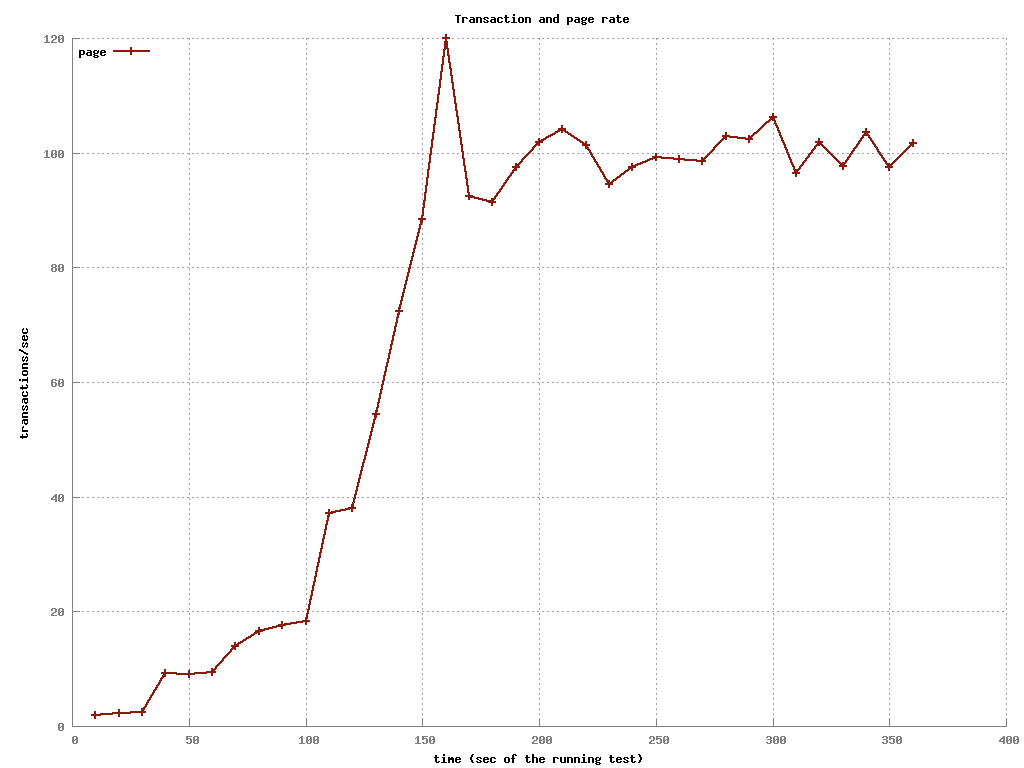 Transaction and page rate
page
120
100
80
60
40
20
0
transactions/sec
0 50 100 150 200 250 300 350 400
time (sec of the running test)